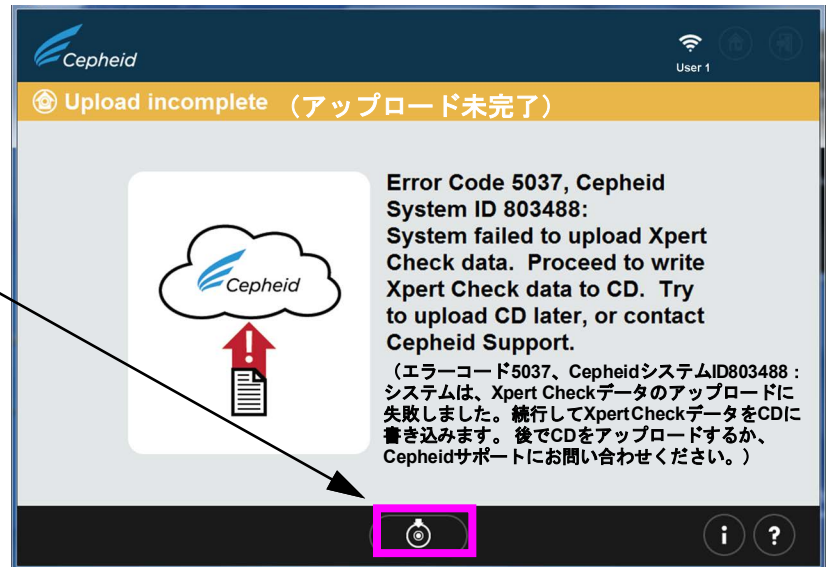 Cepheid
User 1
Upload incomplete （アップロード未完了）
Cepheid
Error Code 5037, Cepheid
System ID 803488:
System failed to upload Xpert
Check data. Proceed to write
Xpert Check data to CD. Try
to upload CD later, or contact
Cepheid Support.
（エラーコード5037、CepheidシステムID803488：
システムは、Xpert Checkデータのアップロードに
失敗しました。続行してXpertCheckデータをCDに
書き込みます。 後でCDをアップロードするか、
Cepheidサポートにお問い合わせください。）
i ?